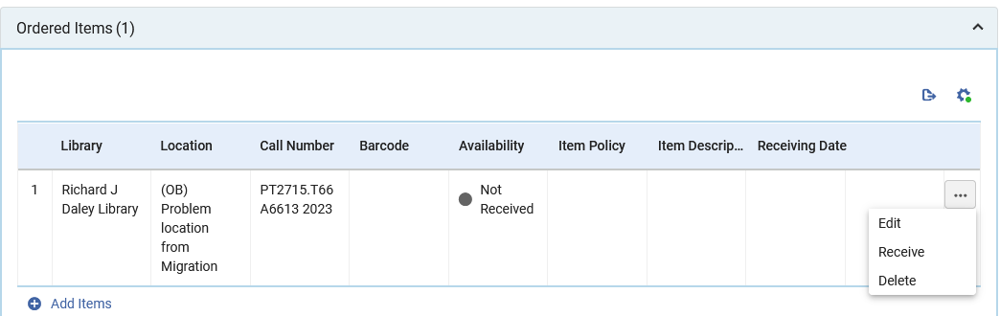 Ordered Items (1)
Library Location Call Number Barcode Availability Item Policy Item Descrip... Receiving Date
1 Richard J (OB) PT2715.T66 Not
Daley Library Problem A6613 2023 Received
location
from
Migration
Edit
Receive
Delete
Add Items